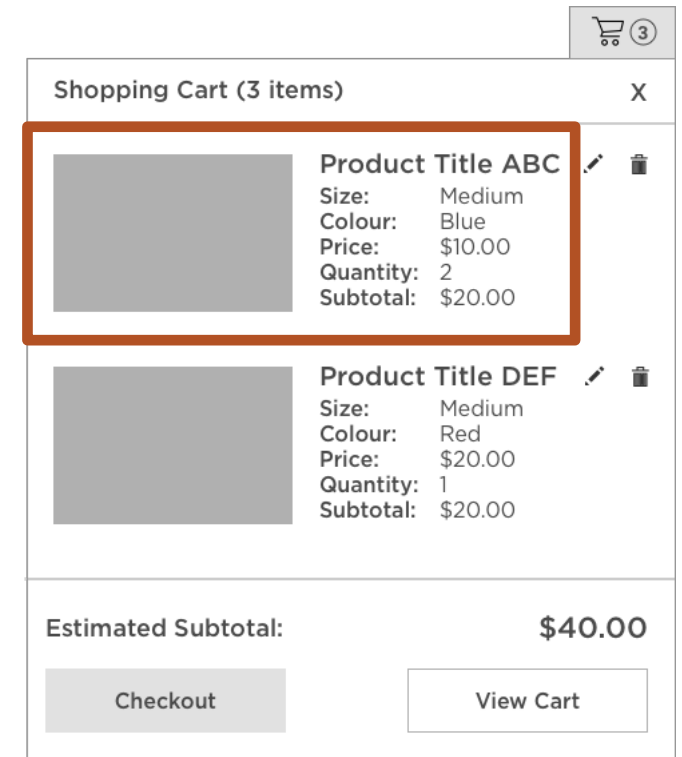 3
Shopping Cart (3 items) X
Product Title ABC
Size: Medium
Colour: Blue
Price: $10.00
Quantity: 2
Subtotal: $20.00
Product Title DEF
Size: Medium
Colour: Red
Price: $20.00
Quantity: 1
Subtotal: $20.00
Estimated Subtotal: $40.00
Checkout View Cart